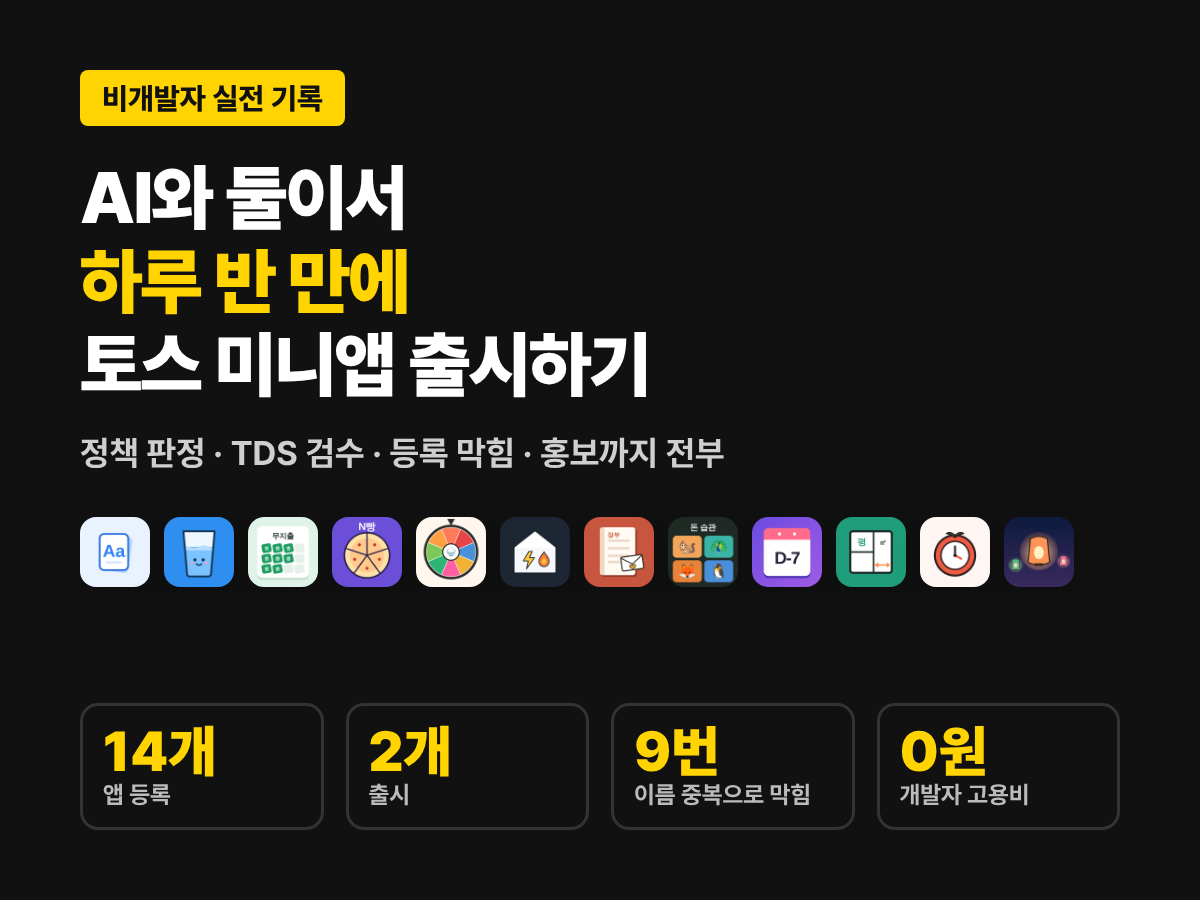 비개발자 실전 기록
AI와 둘이서
하루 반 만에
토스 미니앱 출시하기
정책 판정 · TDS 검수 · 등록 막힘 · 홍보까지 전부
Aa
무지출
N빵
장부
돈 습관
D-7
평
㎡
14개
앱 등록
2개
출시
9번
이름 중복으로 막힘
0원
개발자 고용비